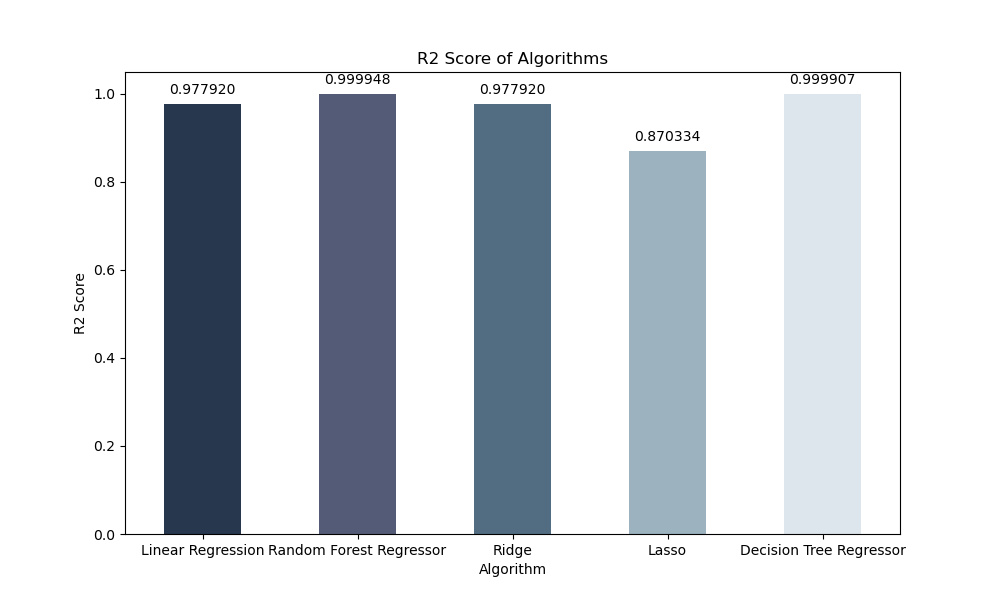 R2 Score of Algorithms
0.977920
0.999948
0.977920
0.870334
0.999907
1.0
0.8
0.6
0.4
0.2
0.0
R2 Score
Linear Regression
Random Forest Regressor
Ridge
Lasso
Decision Tree Regressor
Algorithm